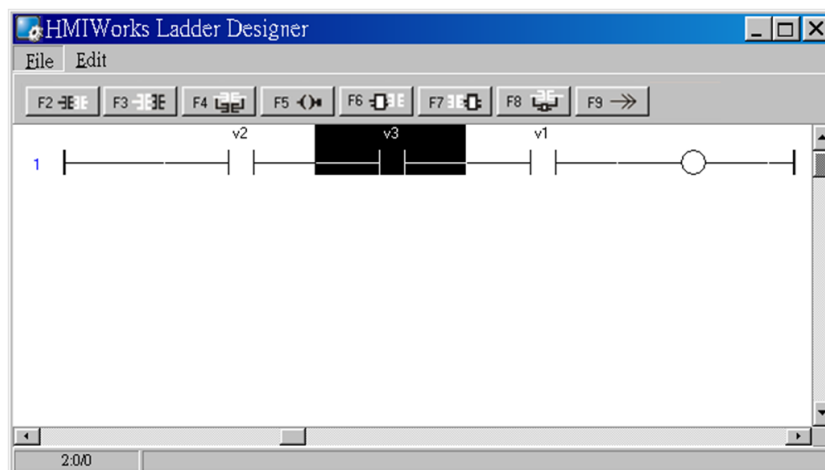 HMIWorks Ladder Designer
File Edit
F2 F3 F4 F5 F6 F7 F8 F9
v2 v3 v1
1
2:0/0